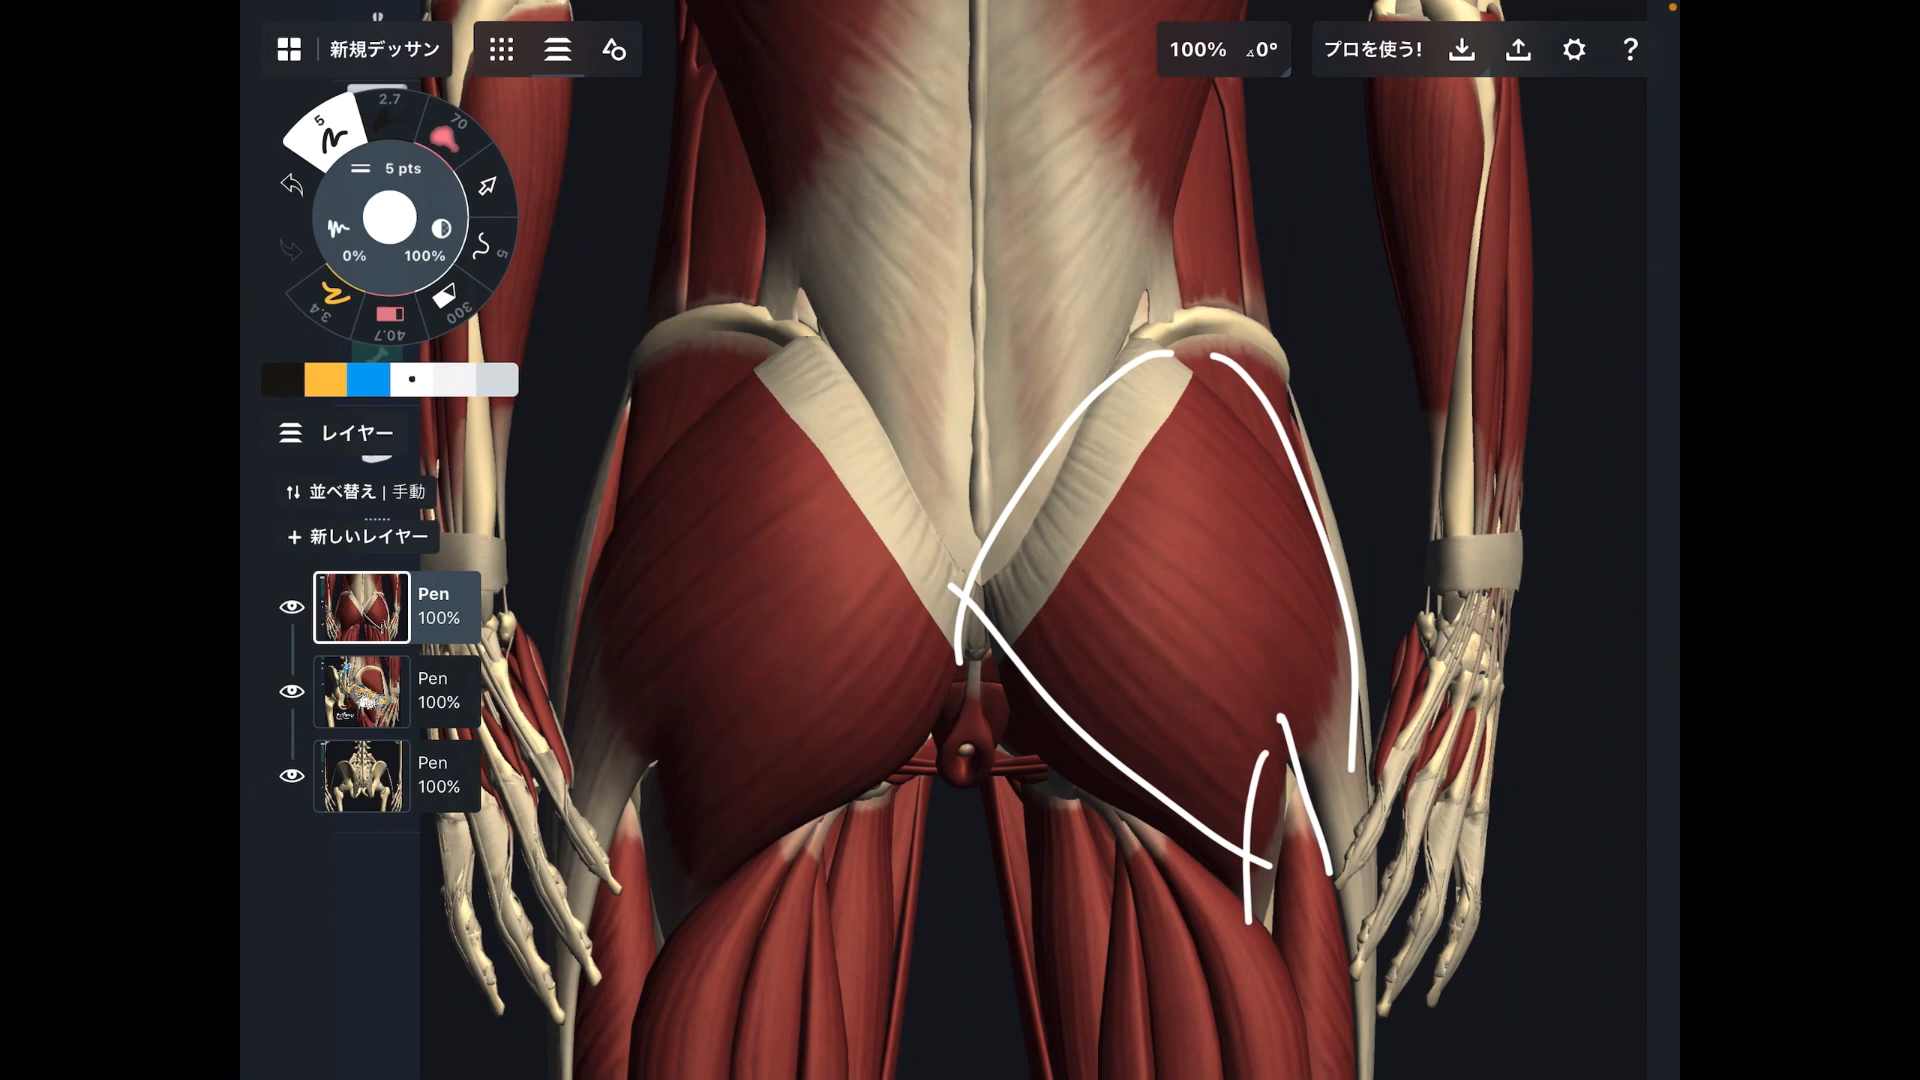 新規デッサン
100% ⊿0°
プロを使う!
?
2.7
5
70
5 pts
0%
100%
5
3.4
40.7
300
レイヤー
並べ替え | 手動
+ 新しいレイヤー
Pen
100%
Pen
100%
Pen
100%